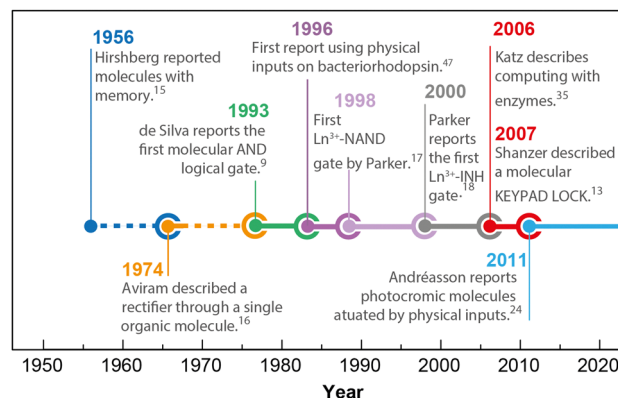 1956
Hirshberg reported
molecules with
memory.15
1993
de Silva reports the
first molecular AND
logical gate.9
1996
First report using physical
inputs on bacteriorhodopsin.47
1998
First
Ln3+-NAND
gate by Parker.17
2000
Parker
reports
the first
Ln3+-INH
gate.18
2006
Katz describes
computing with
enzymes.35
2007
Shanzer described
a molecular
KEYPAD LOCK.13
1974
Aviram described a
rectifier through a single
organic molecule.16
2011
Andréasson reports
photocromic molecules
atuated by physical inputs.24
1950 1960 1970 1980 1990 2000 2010 2020
Year